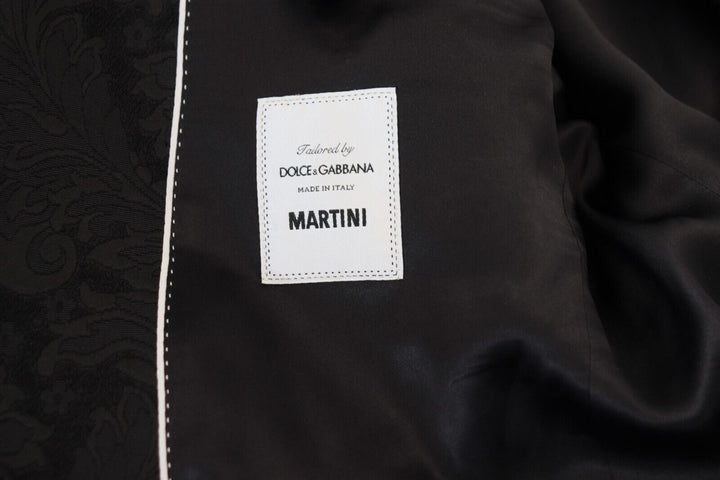 Tailored by
DOLCE & GABBANA
MADE IN ITALY
MARTINI